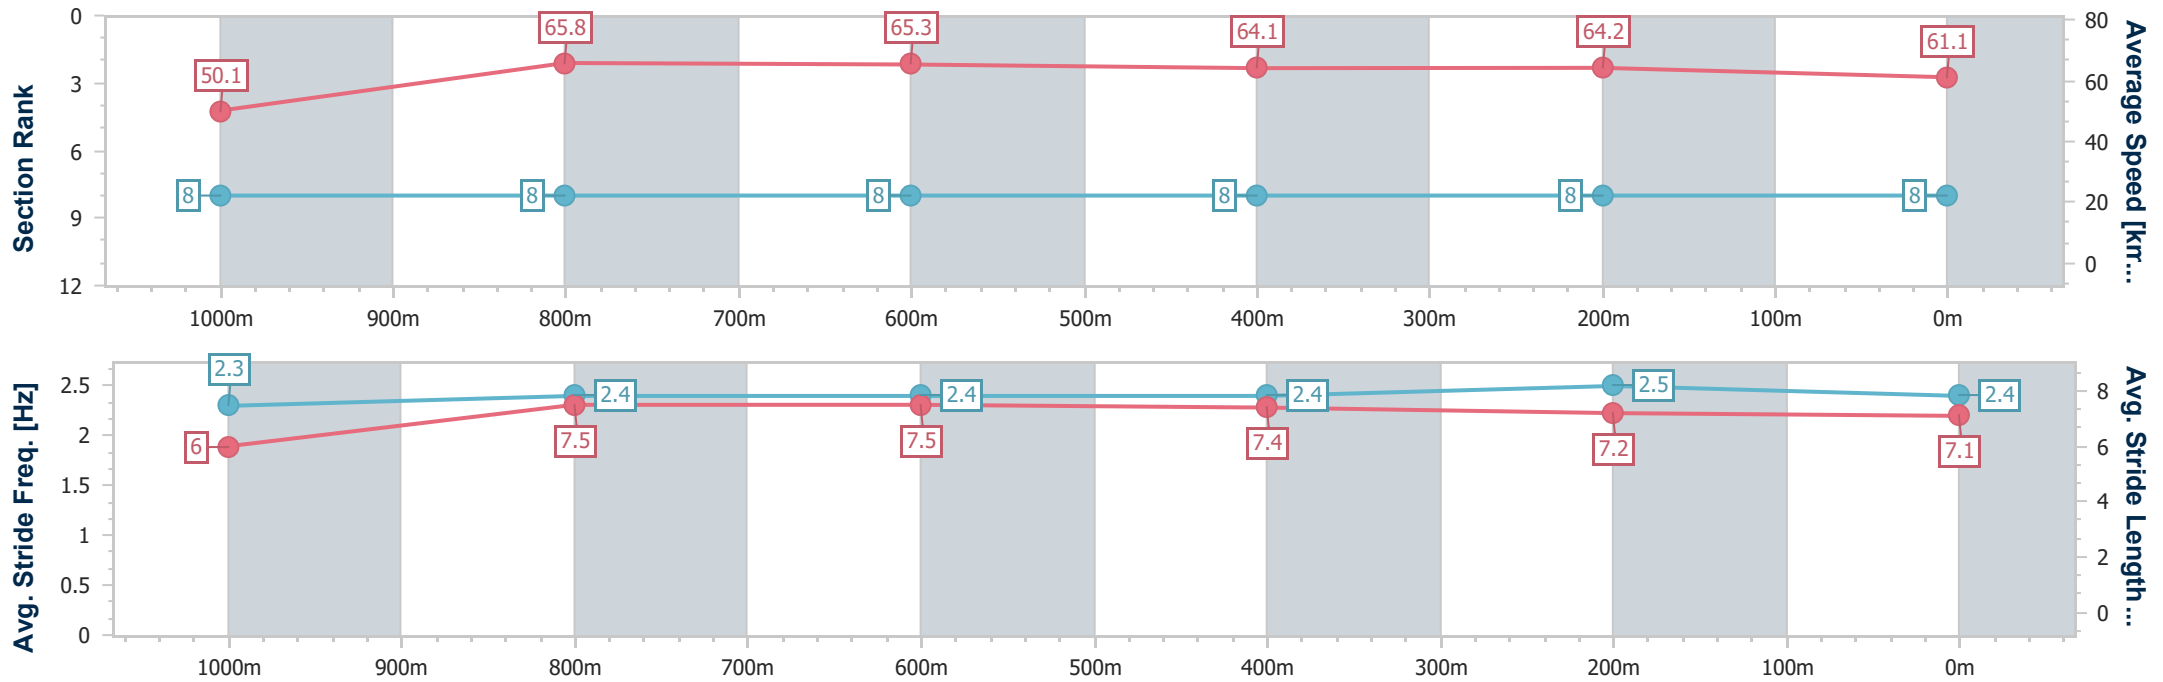 Section Rank
0
3
6
9
12
50.1
65.8
65.3
64.1
64.2
61.1
8
8
8
8
8
8
80
60
40
20
0
Average Speed [km...
1000m
900m
800m
700m
600m
500m
400m
300m
200m
100m
0m
Avg. Stride Freq. [Hz]
2.5
2
1.5
1
0.5
0
2.3
2.4
2.4
2.4
2.5
2.4
6
7.5
7.5
7.4
7.2
7.1
8
6
4
2
0
Avg. Stride Length ...
1000m
900m
800m
700m
600m
500m
400m
300m
200m
100m
0m